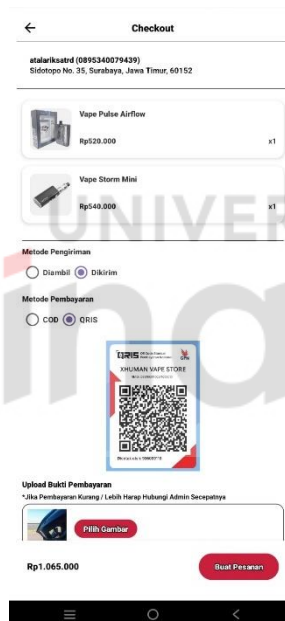 Checkout
atalariksatrd (0895340079439)
Sidotopo No. 35, Surabaya, Jawa Timur, 60152
Vape Pulse Airflow
Rp520.000
x1
Vape Storm Mini
Rp540.000
x1
UNIVER
Metode Pengiriman
Diambil
Dikirim
Metode Pembayaran
COD
QRIS
QRIS
XHUMAN VAPE STORE
Upload Bukti Pembayaran
*Jika Pembayaran Kurang / Lebih Harap Hubungi Admin Secepatnya
Pilih Gambar
Rp1.065.000
Buat Pesanan